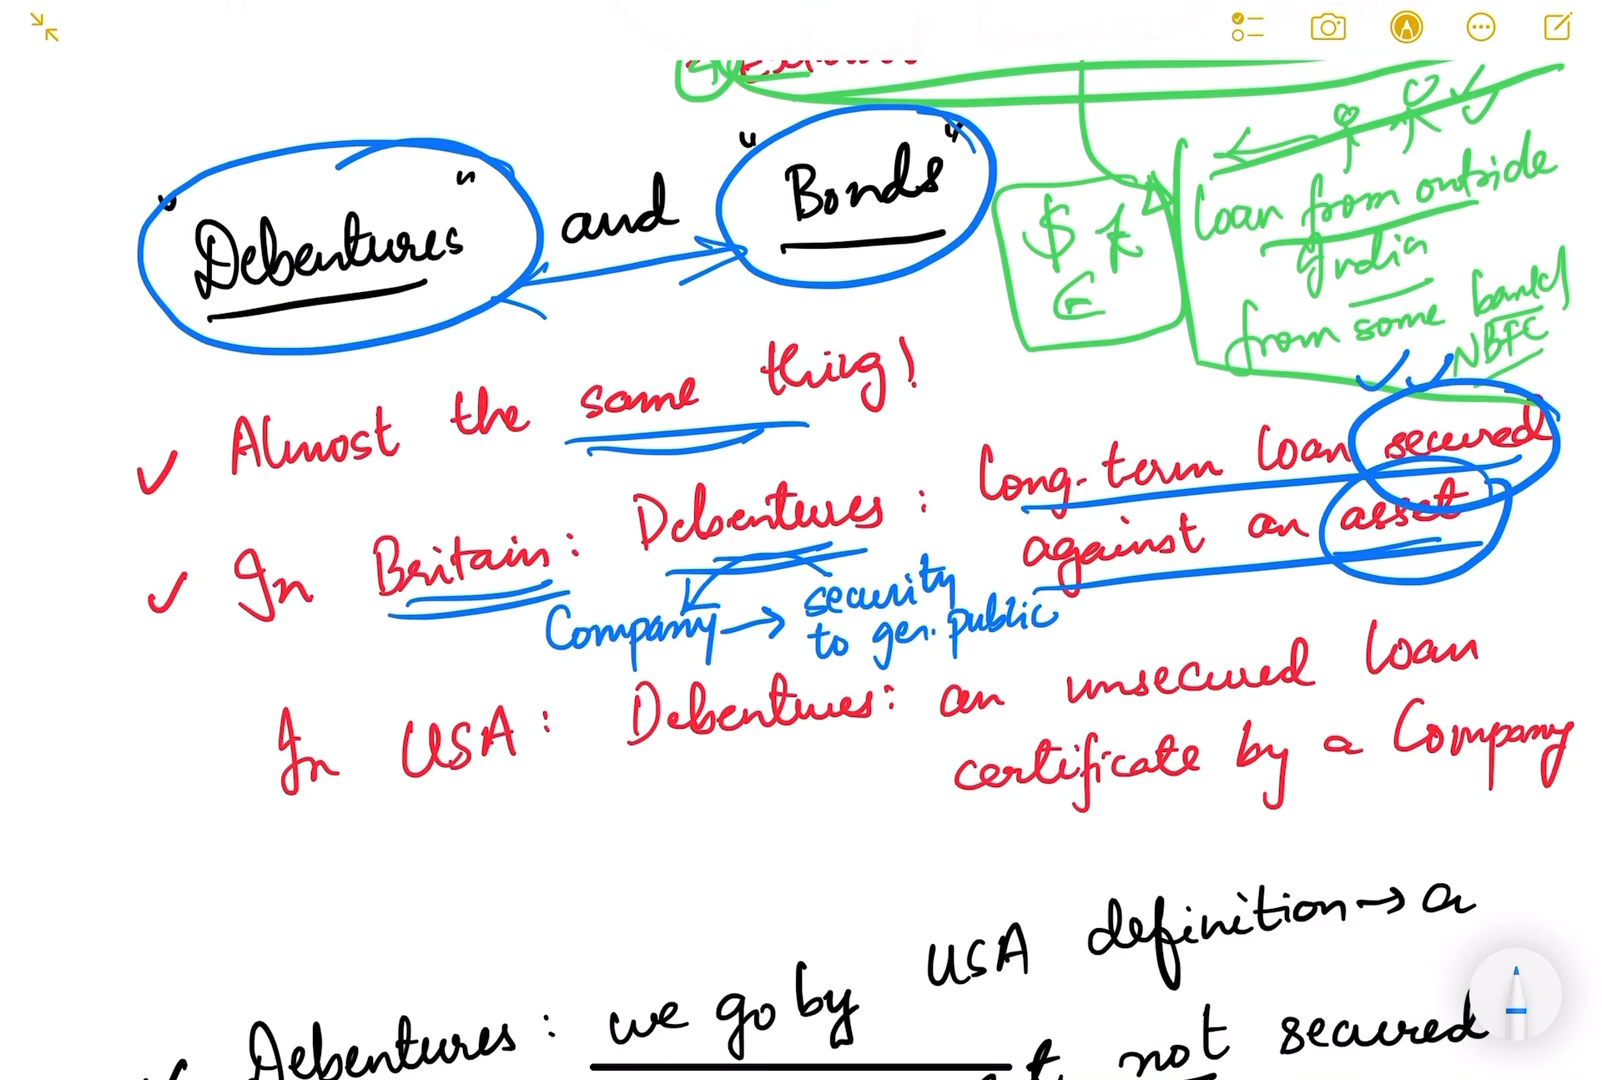 External
"Debentures" and "Bonds"
$ £
€
Loan from outside
India
from some bank/
NBFC
Almost the same thing!
In Britain: Debentures: Long-term loan secured
against an asset
Company → security
to gen. public
In USA: Debentures: an unsecured loan
certificate by a Company
USA definition → a
Debentures: we go by
not secured